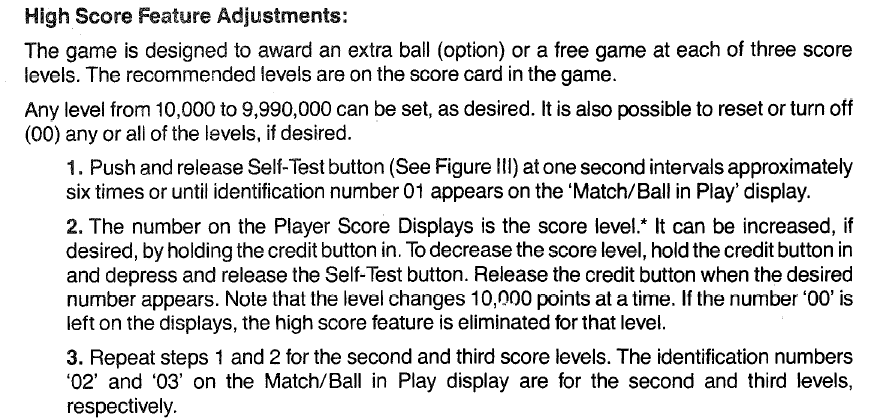 High Score Feature Adjustments:
The game is designed to award an extra ball (option) or a free game at each of three score
levels. The recommended levels are on the score card in the game.
Any level from 10,000 to 9,990,000 can be set, as desired. It is also possible to reset or turn off
(00) any or all of the levels, if desired.
1. Push and release Self-Test button (See Figure III) at one second intervals approximately
six times or until identification number 01 appears on the ‘Match/Ball in Play’ display.
2. The number on the Player Score Displays is the score level.* It can be increased, if
desired, by holding the credit button in. To decrease the score level, hold the credit button in
and depress and release the Self-Test button. Release the credit button when the desired
number appears. Note that the level changes 10,000 points at a time. If the number ‘00’ is
left on the displays, the high score feature is eliminated for that level.
3. Repeat steps 1 and 2 for the second and third score levels. The identification numbers
‘02’ and ‘03’ on the Match/Ball in Play display are for the second and third levels,
respectively.